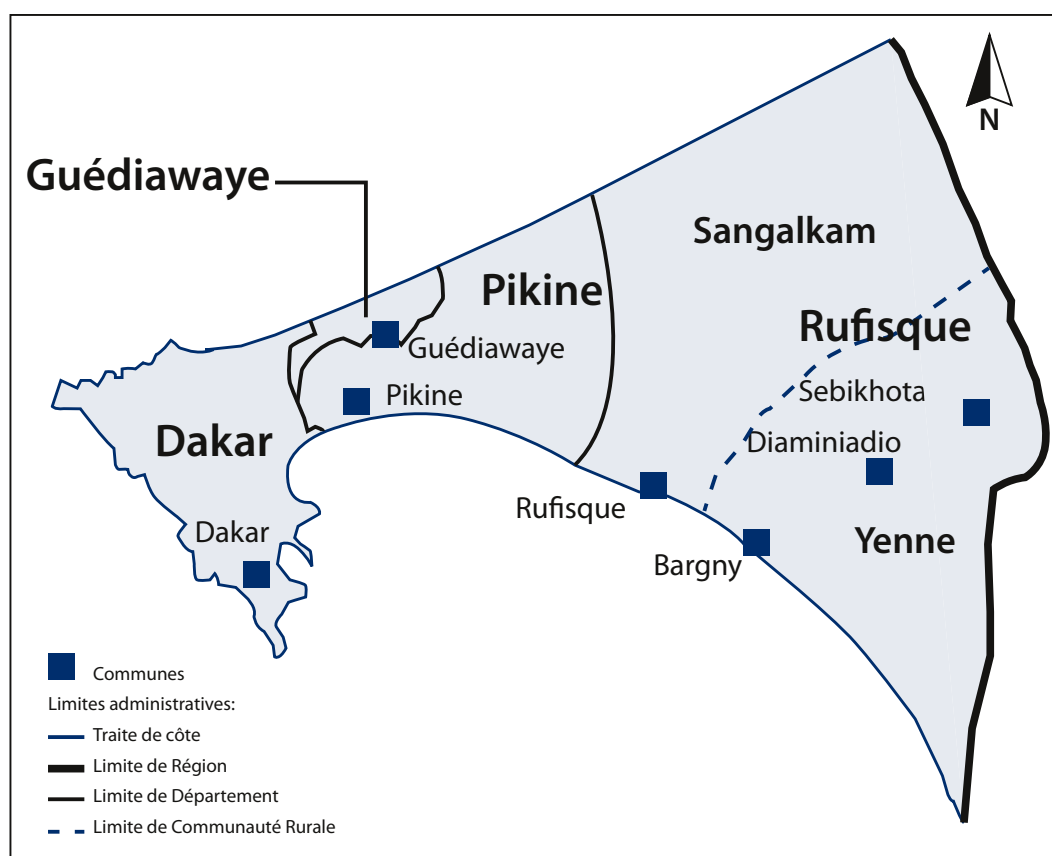 N
Guédiawaye
Sangalkam
Pikine
Rufisque
Guédiawaye
Pikine
Sebikhota
Dakar
Diaminiadio
Rufisque
Dakar
Yenne
Bargny
Communes
Limites administratives:
Traite de côte
Limite de Région
Limite de Département
Limite de Communauté Rurale